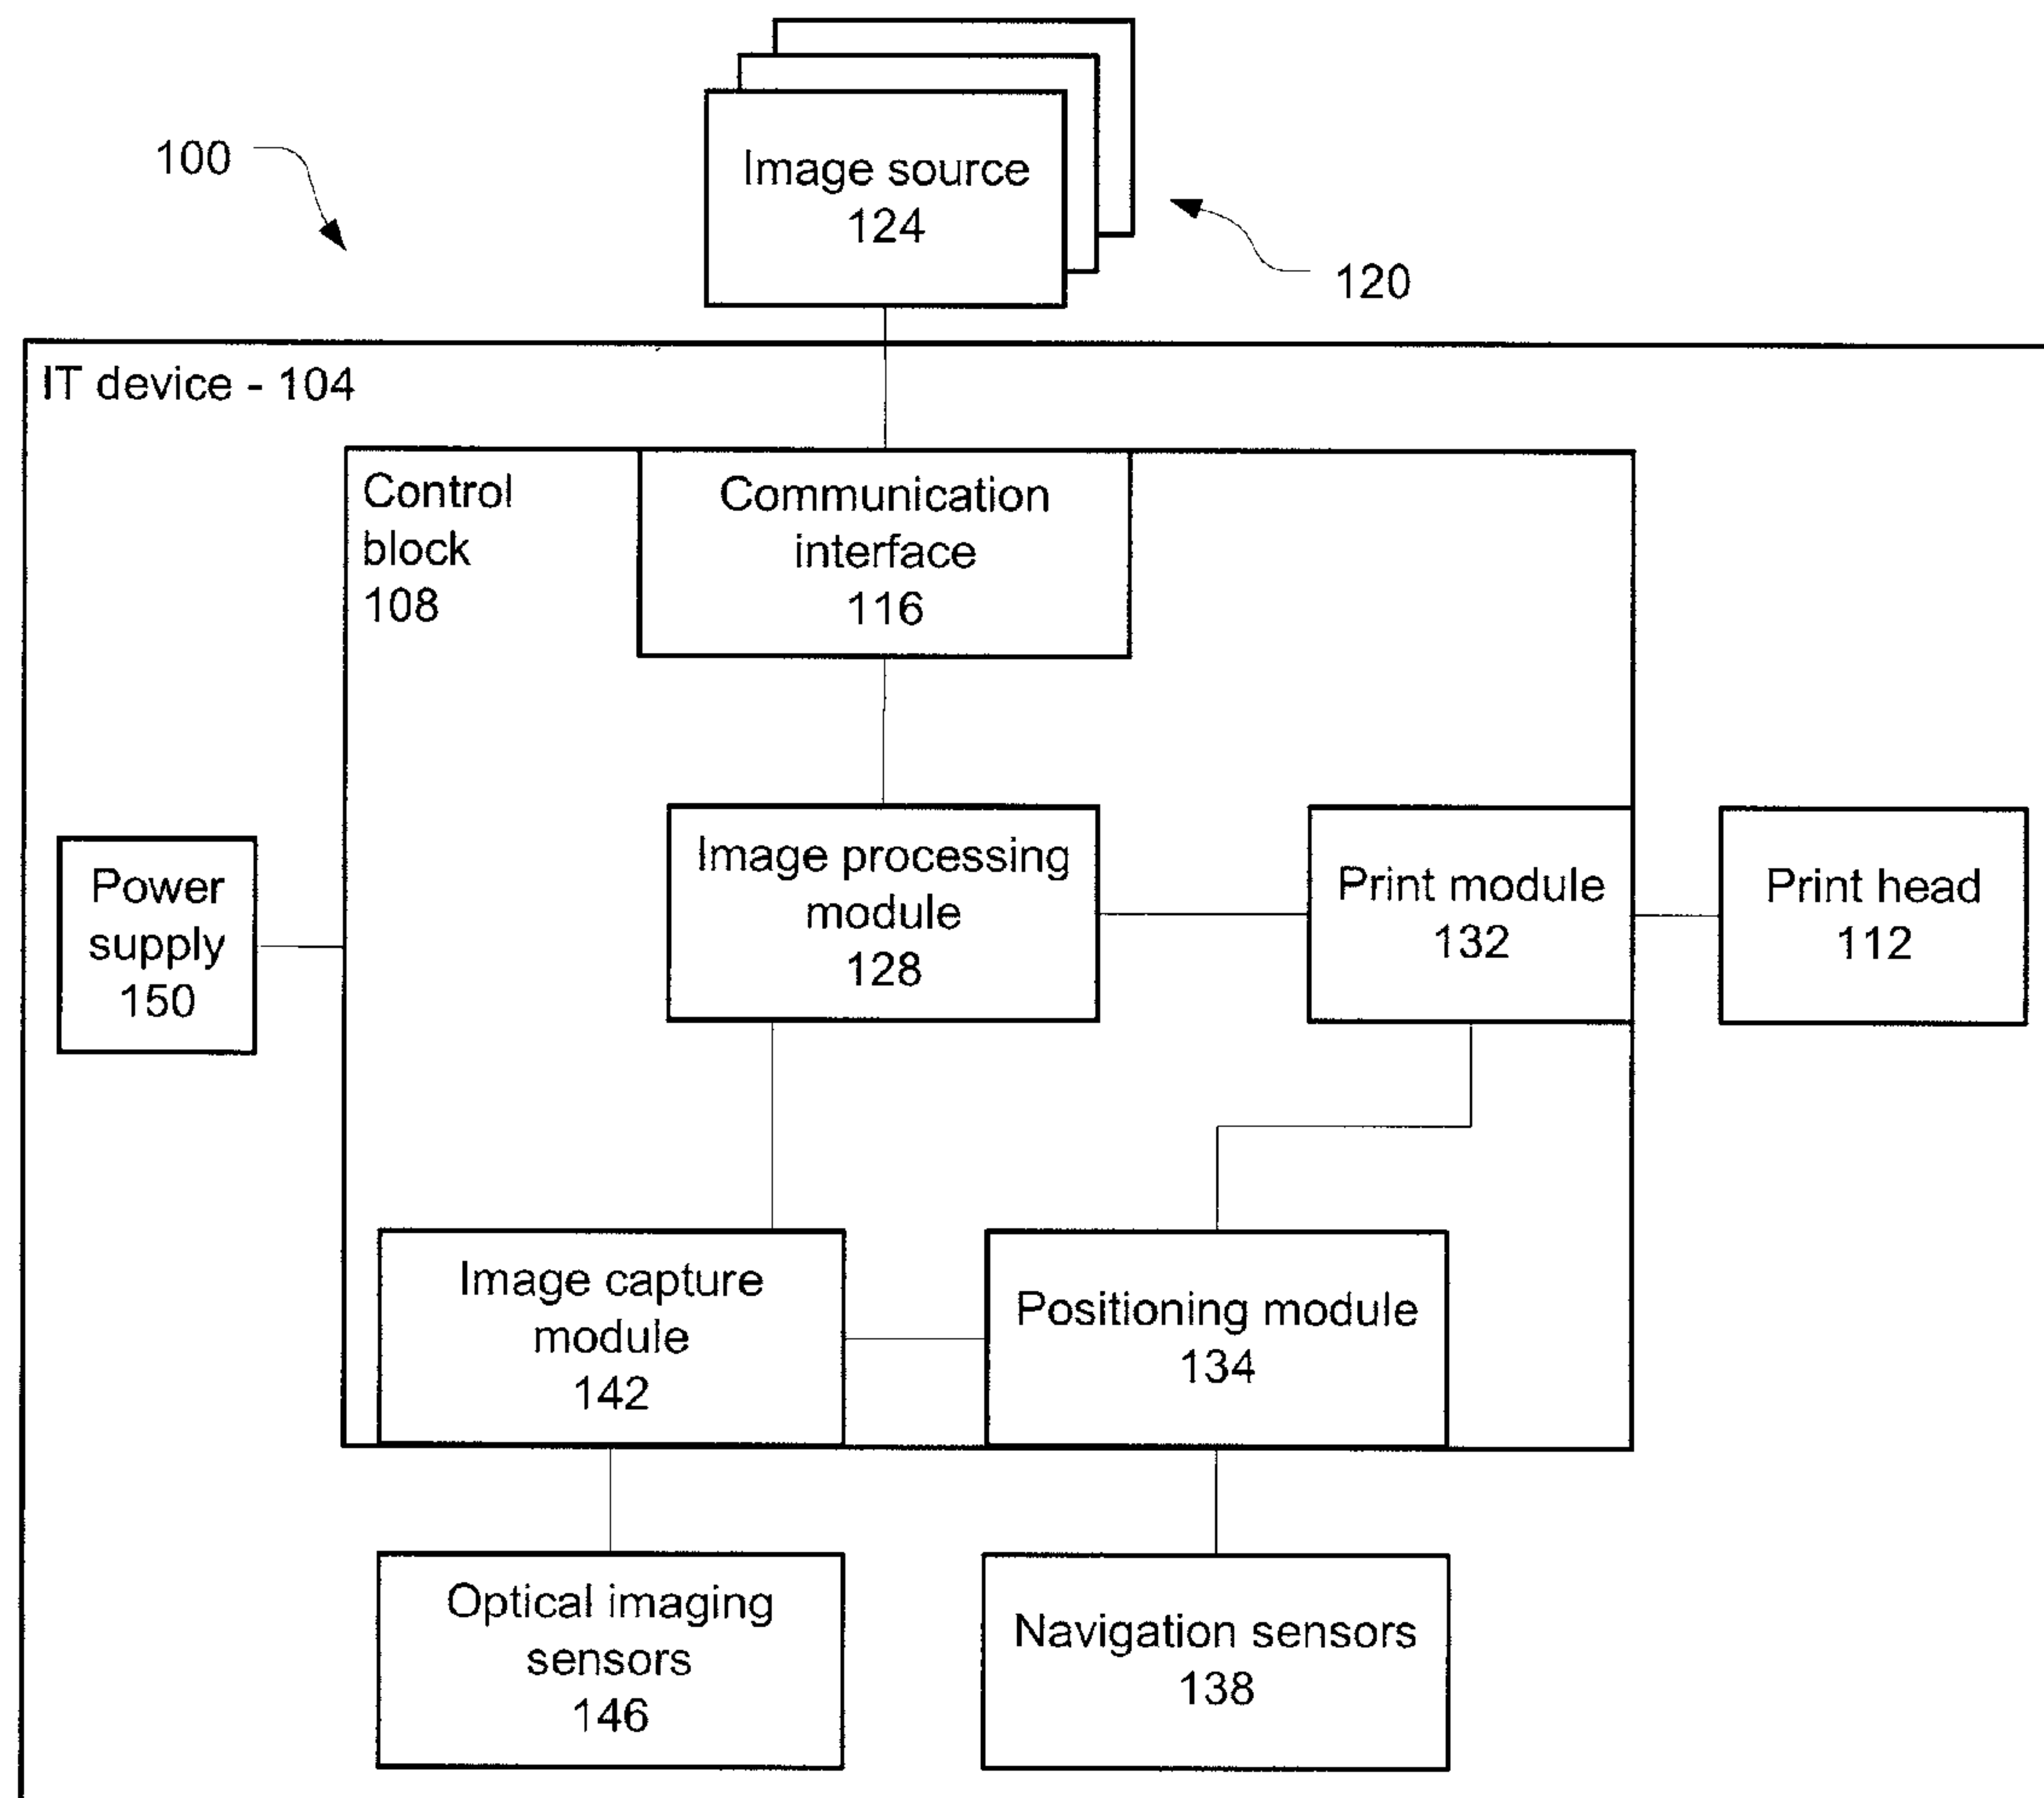 100
Image source
124
120
IT device - 104
Control
block
108
Communication
interface
116
Power
supply
150
Image processing
module
128
Print module
132
Print head
112
Image capture
module
142
Positioning module
134
Optical imaging
sensors
146
Navigation sensors
138